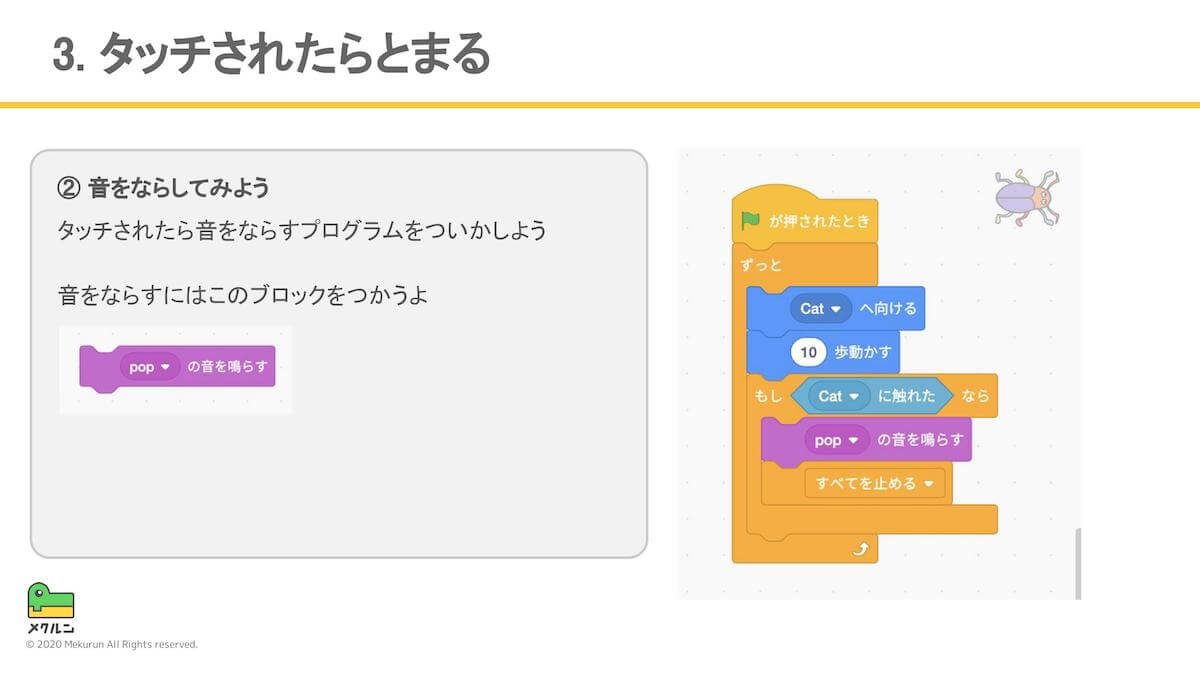 3. タッチされたらとまる
② 音をならしてみよう
タッチされたら音をならすプログラムをついかしよう
音をならすにはこのブロックをつかうよ
pop の音を鳴らす
が押されたとき
ずっと
Cat へ向ける
10 歩動かす
もし Cat に触れた なら
pop の音を鳴らす
すべてを止める
メクルン
© 2020 Mekurun All Rights reserved.